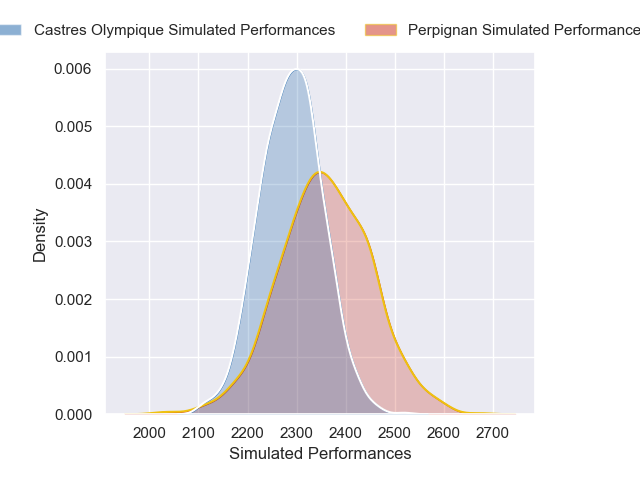 Castres Olympique Simulated Performances
Perpignan Simulated Performance
0.006
0.005
0.004
0.003
0.002
0.001
0.000
Density
2000 2100 2200 2300 2400 2500 2600 2700
Simulated Performances